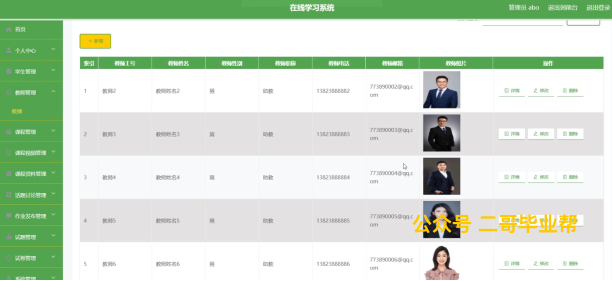 在线学习系统
管理员 abo 退出到前台 退出登录
首页
个人中心
学生管理
教师管理
教师
课程管理
课程视频管理
课程资料管理
话题讨论管理
作业发布管理
试题管理
试卷管理
系统管理
+ 新增
索引 教师工号 教师姓名 教师性别 教师职称 教师电话 教师邮箱 教师照片 操作
1 教师2 教师姓名2 男 助教 13823888882 773890002@qq.com 详情 修改 删除
2 教师3 教师姓名3 男 助教 13823888883 773890003@qq.com 详情 修改 删除
3 教师4 教师姓名4 男 助教 13823888884 773890004@qq.com 详情 修改 删除
4 教师5 教师姓名5 男 助教 13823888885 773890005@qq.com
公众号 二哥毕业帮
5 教师6 教师姓名6 男 助教 13823888886 773890006@qq.com 详情 修改 删除